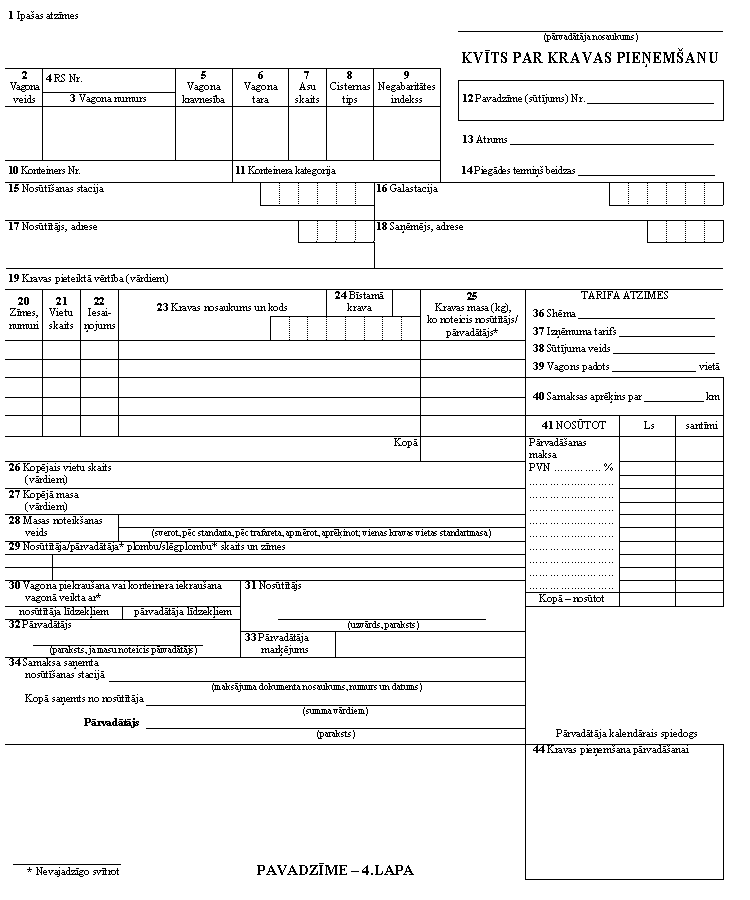 1 Īpašas atzīmes
(pārvadātāja nosaukums)
KVĪTS PAR KRAVAS PIEŅEMŠANU
2 Vagona veids
4 RS Nr.
3 Vagona numurs
5 Vagona kravnesība
6 Vagona tara
7 Asu skaits
8 Cisternas tips
9 Negabaritātes indekss
12 Pavadzīme (sūtījums) Nr.
13 Ātrums
10 Konteiners Nr.
11 Konteinera kategorija
14 Piegādes termiņš beidzas
15 Nosūtīšanas stacija
16 Galastacija
17 Nosūtītājs, adrese
18 Saņēmējs, adrese
19 Kravas pieteiktā vērtība (vārdiem)
20 Zīmes, numuri
21 Vietu skaits
22 Iesai-
ņojums
23 Kravas nosaukums un kods
24 Bīstamā krava
25
Kravas masa (kg),
ko noteicis nosūtītājs/
pārvadātājs*
TARIFA ATZĪMES
36 Shēma
37 Izņēmuma tarifs
38 Sūtījuma veids
39 Vagons padots vietā
40 Samaksas aprēķins par km
41 NOSŪTOT Ls santīmi
Kopā
Pārvadāšanas
maksa
PVN …………… %
……………………
……………………
……………………
……………………
……………………
……………………
……………………
……………………
……………………
Kopā – nosūtot
26 Kopējais vietu skaits
(vārdiem)
27 Kopējā masa
(vārdiem)
28 Masas noteikšanas
veids
(sverot, pēc standarta, pēc trafareta, apmērot, aprēķinot; vienas kravas vietas standartmasa)
29 Nosūtītāja/pārvadātāja* plombu/slēgplombu* skaits un zīmes
30 Vagona piekraušana vai konteinera iekraušana
vagonā veikta ar*
nosūtītāja līdzekļiem pārvadātāja līdzekļiem
31 Nosūtītājs
(uzvārds, paraksts)
32 Pārvadātājs
(paraksts, ja masu noteicis pārvadātājs)
33 Pārvadātāja
marķējums
34 Samaksa saņemta
nosūtīšanas stacijā
(maksājuma dokumenta nosaukums, numurs un datums)
Kopā saņemts no nosūtītāja
(summa vārdiem)
Pārvadātājs
(paraksts)
Pārvadātāja kalendārais spiedogs
44 Kravas pieņemšana pārvadāšanai
* Nevajadzīgo svītrot
PAVADZĪME – 4.LAPA